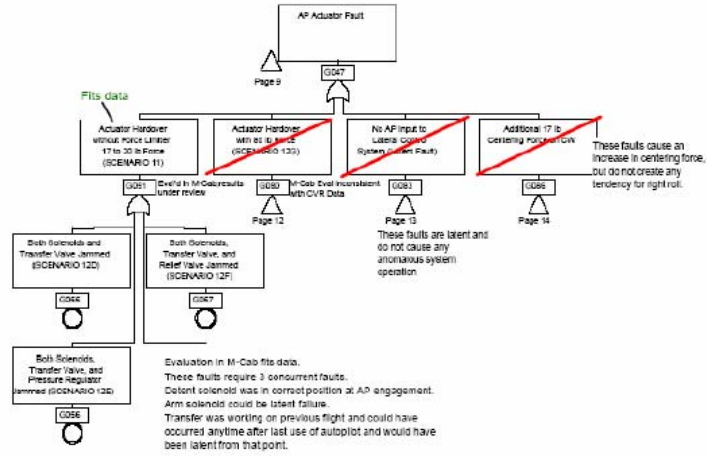 AP Actuator Fault
Page 9
G047
Fits data
Actuator Hardover
without Force Limiter
17 to 20 lb Force
(SCENARIO 11)
Actuator Hardover
with 80 lb Force
(SCENARIO 12G)
No AP Input to
Lateral Control
System (Latent Fault)
Additional 17 lb
Centering Force
These faults cause an
increase in centering force,
but do not create any
tendency for right roll.
Eval'd in M-Cab results
under review
G080
M-Cab Eval inconsistent
with CVR Data
G083
G086
Page 12
Page 13
Page 14
These faults are latent and
do not cause any
anomalous system
operation
Both Solenoids and
Transfer Valve Jammed
(SCENARIO 12D)
Both Solenoids,
Transfer Valve, and
Relief Valve Jammed
(SCENARIO 12F)
G057
Both Solenoids,
Transfer Valve, and
Pressure Regulator
Jammed (SCENARIO 12E)
G056
Evaluation in M-Cab fits data.
These faults require 3 concurrent faults.
Detent solenoid was in correct position at AP engagement.
Arm solenoid could be latent failure.
Transfer was working on previous flight and could have
occurred anytime after last use of autopilot and would have
been latent from that point.